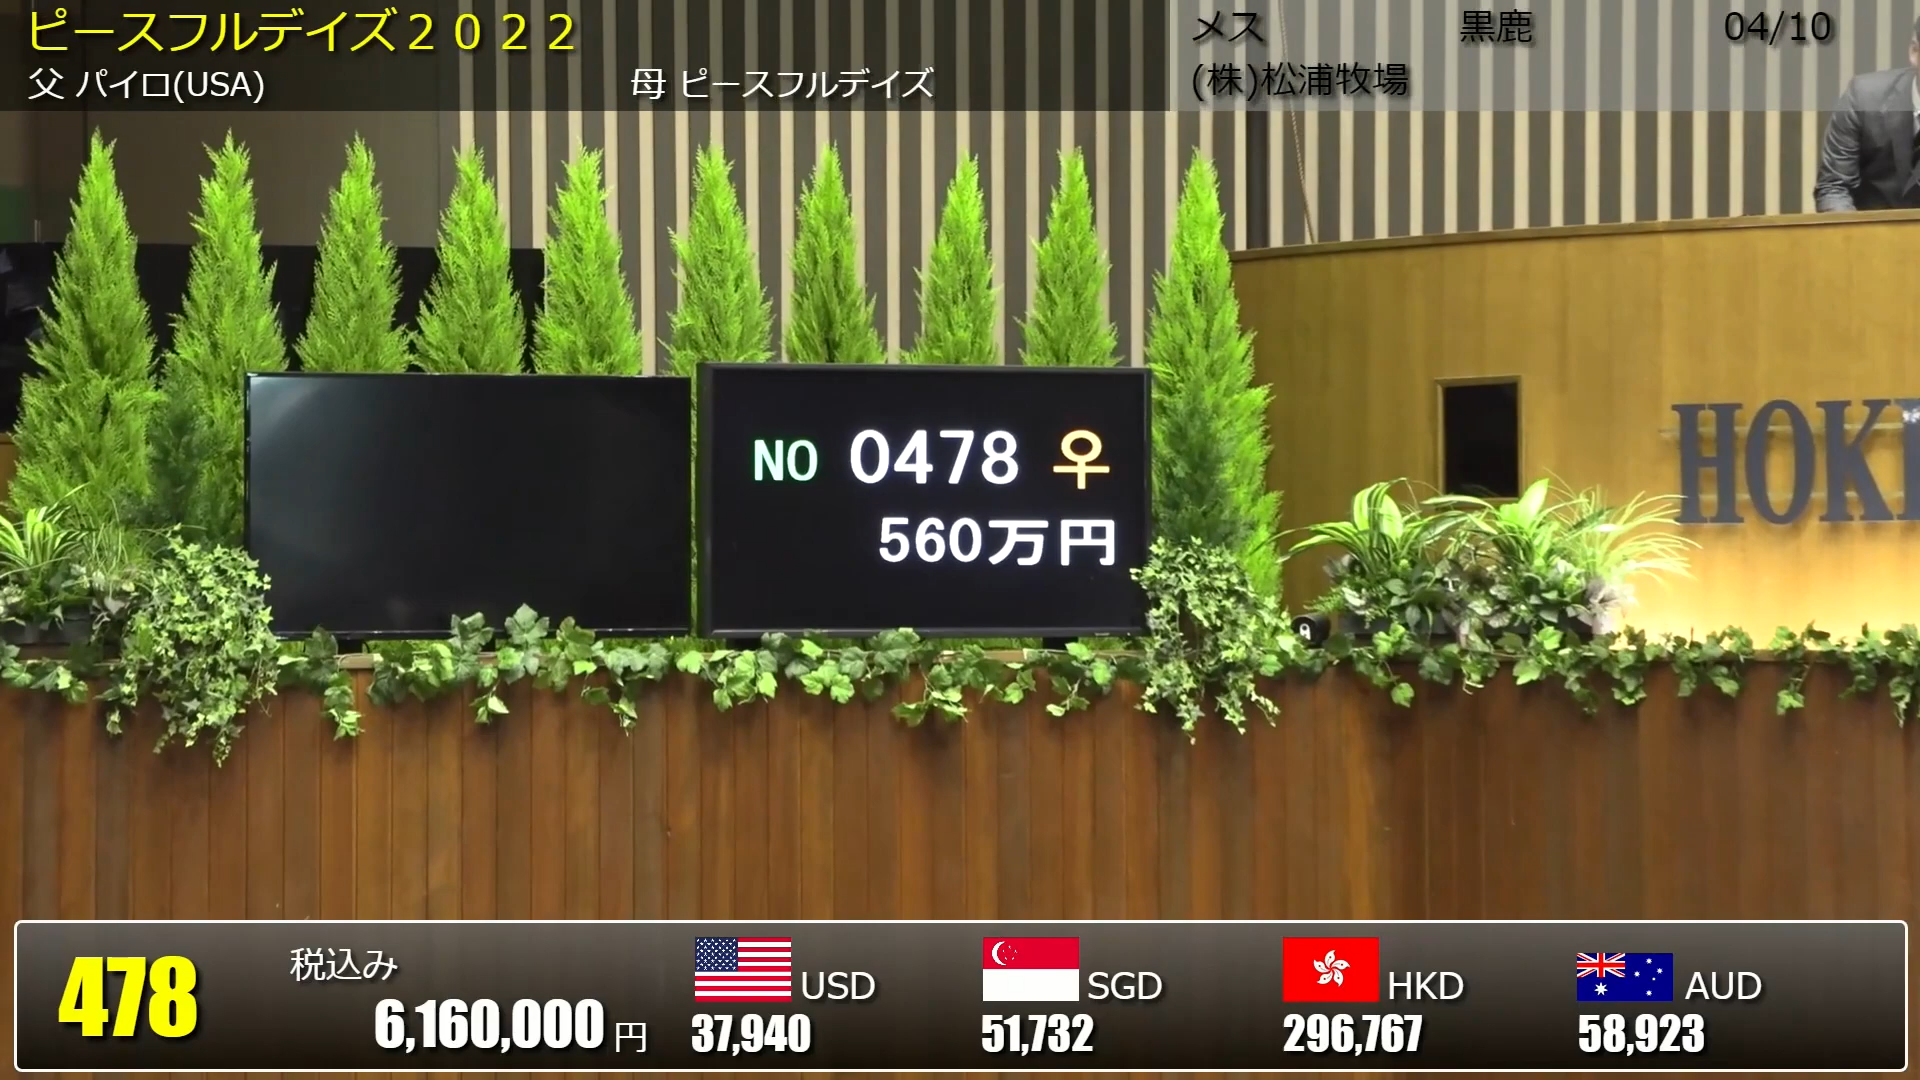 ピースフルデイズ２０２２
父 パイロ(USA)
母 ピースフルデイズ
メス
黒鹿
04/10
(株)松浦牧場
NO 0478 ♀
560万円
HOK
478
税込み
6,160,000 円
USD
37,940
SGD
51,732
HKD
296,767
AUD
58,923